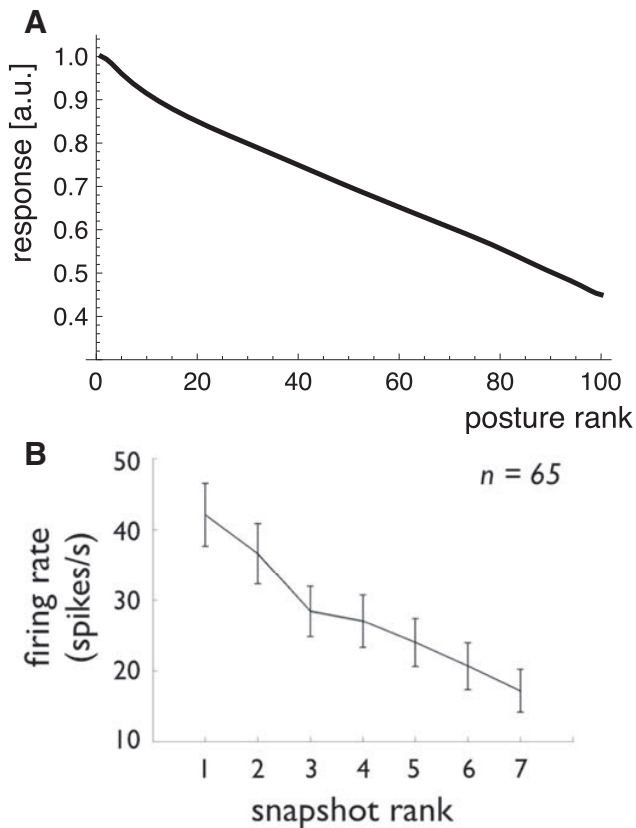 A
response [a.u.]
1.0
0.9
0.8
0.7
0.6
0.5
0.4
0 20 40 60 80 100
posture rank
B
n = 65
firing rate
(spikes/s)
50
40
30
20
10
1 2 3 4 5 6 7
snapshot rank